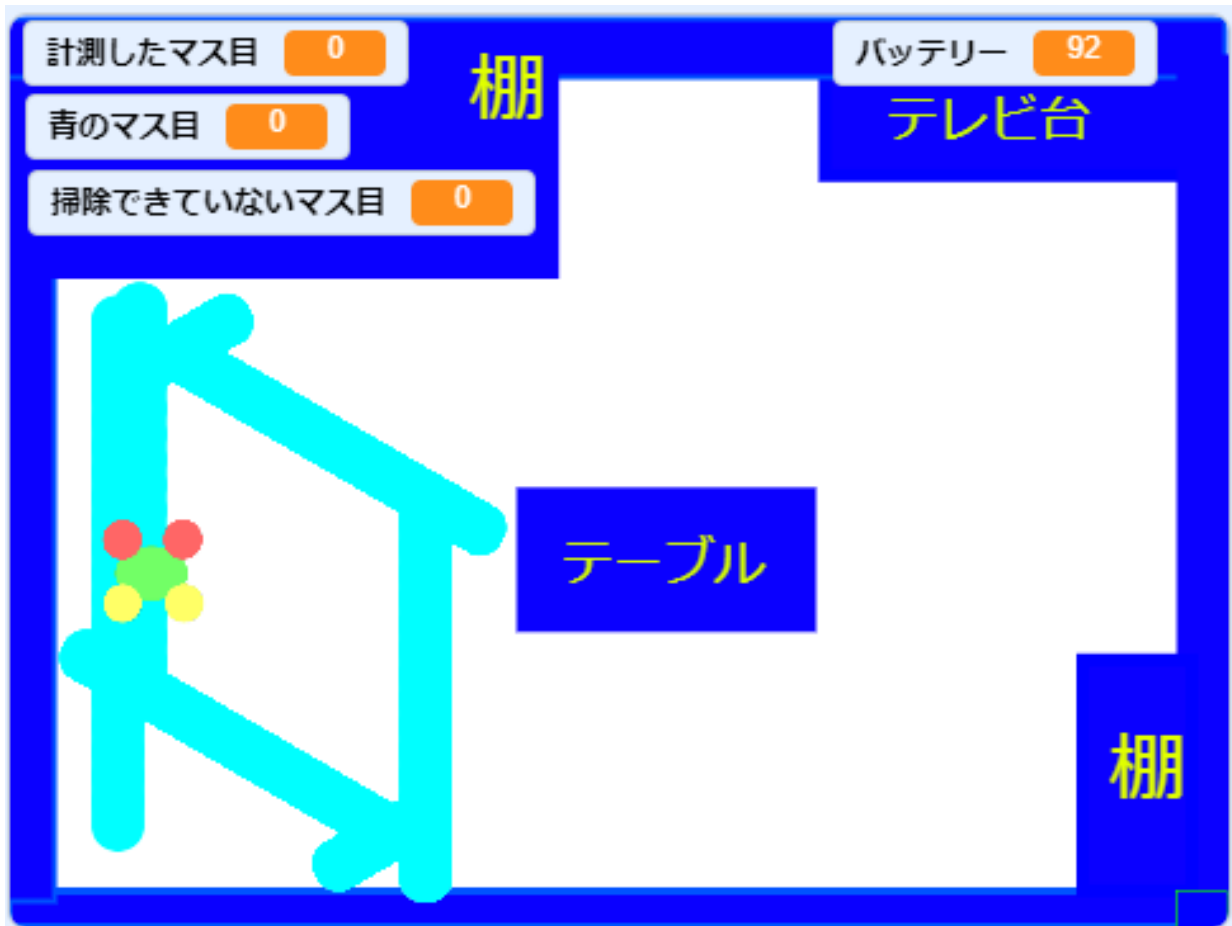 計測したマス目 0
棚
バッテリー 92
青のマス目 0
テレビ台
掃除できていないマス目 0
テーブル
棚